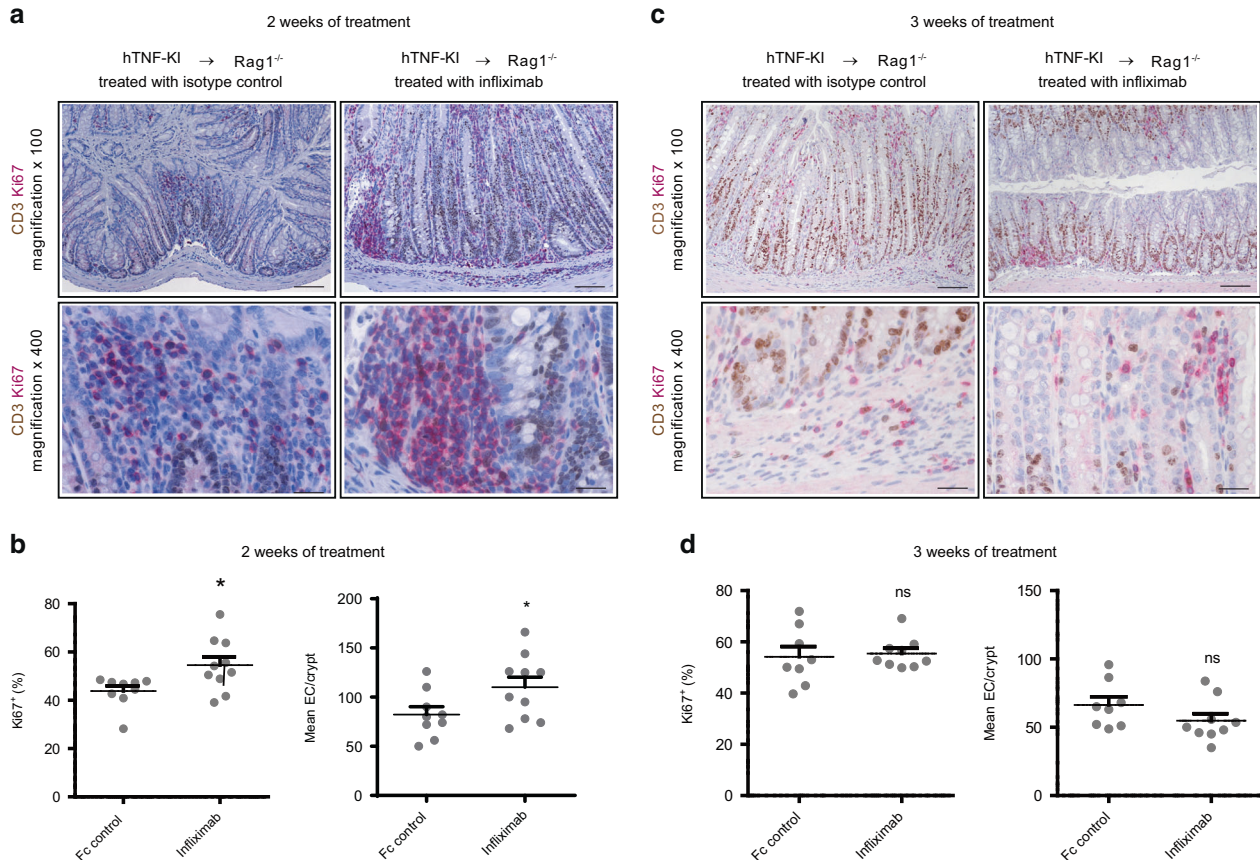 a
2 weeks of treatment
hTNF-KI → Rag1-/-
treated with isotype control
hTNF-KI → Rag1-/-
treated with infliximab
CD3 Ki67
magnification x 100
CD3 Ki67
magnification x 400
c
3 weeks of treatment
hTNF-KI → Rag1-/-
treated with isotype control
hTNF-KI → Rag1-/-
treated with infliximab
CD3 Ki67
magnification x 100
CD3 Ki67
magnification x 400
b
2 weeks of treatment
Ki67+ (%)
80
60
40
20
0
*
Fc control
Infliximab
Mean EC/crypt
200
150
100
50
0
*
Fc control
Infliximab
d
3 weeks of treatment
Ki67+ (%)
80
60
40
20
0
ns
Fc control
Infliximab
Mean EC/crypt
150
100
50
0
ns
Fc control
Infliximab